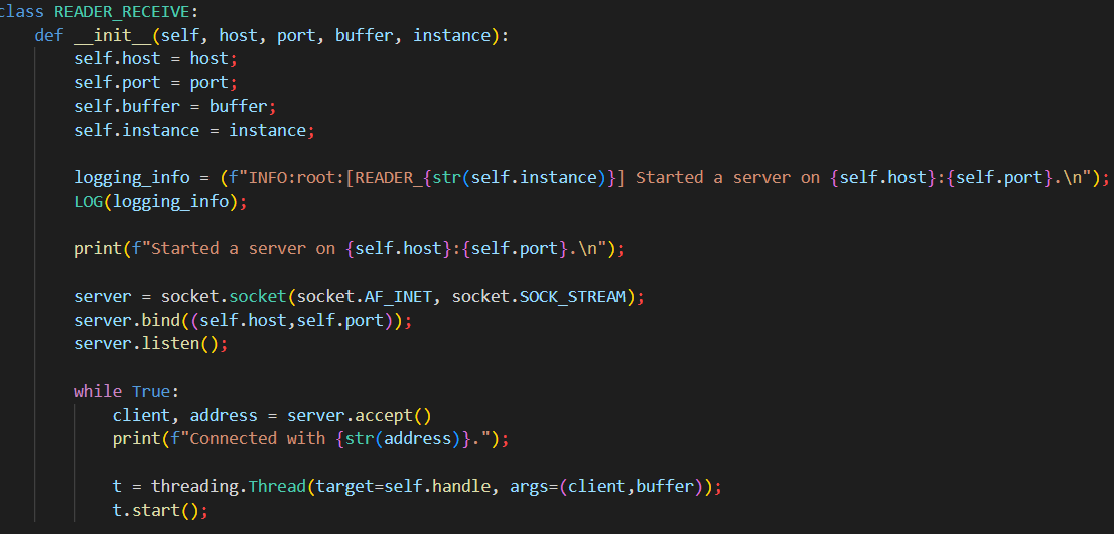 class READER_RECEIVE:
    def __init__(self, host, port, buffer, instance):
        self.host = host;
        self.port = port;
        self.buffer = buffer;
        self.instance = instance;

        logging_info = (f"INFO:root:[READER_{str(self.instance)}] Started a server on {self.host}:{self.port}.\n");
        LOG(logging_info);

        print(f"Started a server on {self.host}:{self.port}.\n");

        server = socket.socket(socket.AF_INET, socket.SOCK_STREAM);
        server.bind((self.host,self.port));
        server.listen();

        while True:
            client, address = server.accept()
            print(f"Connected with {str(address)}.");

            t = threading.Thread(target=self.handle, args=(client,buffer));
            t.start();